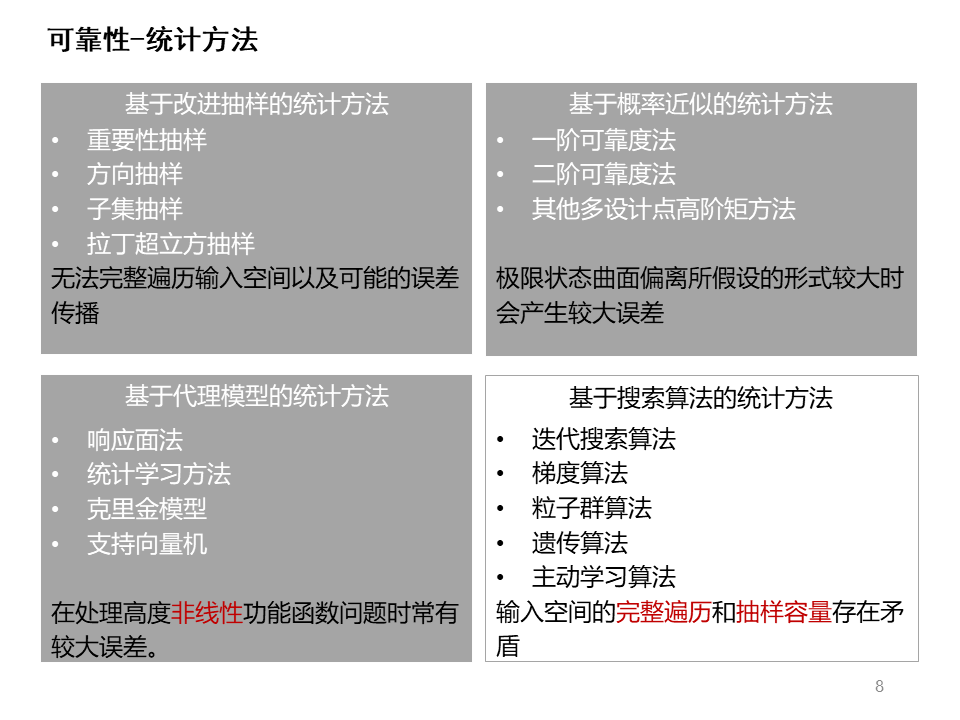 可靠性-统计方法
基于改进抽样的统计方法
• 重要性抽样
• 方向抽样
• 子集抽样
• 拉丁超立方抽样
无法完整遍历输入空间以及可能的误差
传播
基于概率近似的统计方法
• 一阶可靠度法
• 二阶可靠度法
• 其他多设计点高阶矩方法
极限状态曲面偏离所假设的形式较大时
会产生较大误差
基于代理模型的统计方法
• 响应面法
• 统计学习方法
• 克里金模型
• 支持向量机
在处理高度非线性功能函数问题时常有
较大误差。
基于搜索算法的统计方法
• 迭代搜索算法
• 梯度算法
• 粒子群算法
• 遗传算法
• 主动学习算法
输入空间的完整遍历和抽样容量存在矛
盾
8